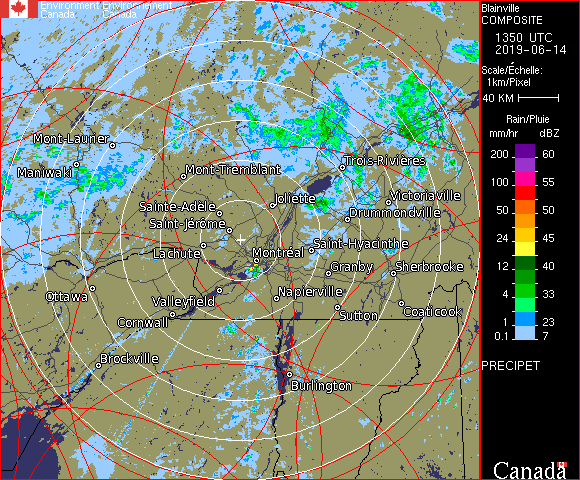 Environment Environnement
Canada Canada
Blainville
COMPOSITE
1350 UTC
2019-06-14
Scale/Échelle:
1km/Pixel
40 KM
Rain/Pluie
mm/hr dBZ
200 60
100 55
50 50
24 45
12 40
4 33
1 23
0.1 7
PRECIPET
Canada
Mont-Laurier
Maniwaki
Mont-Tremblant
Trois-Rivières
Sainte-Adèle
Joliette
Victoriaville
Saint-Jérôme
Drummondville
Lachute
Montréal
Saint-Hyacinthe
Granby
Sherbrooke
Ottawa
Valleyfield
Napierville
Cornwall
Sutton
Coaticook
Brockville
Burlington